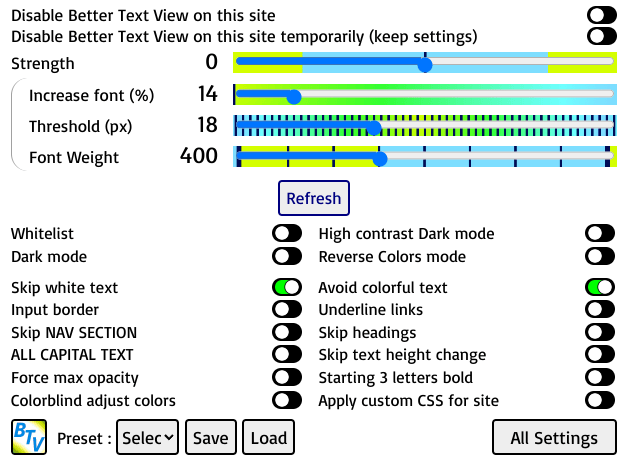 Disable Better Text View on this site
Disable Better Text View on this site temporarily (keep settings)
Strength 0
Increase font (%) 14
Threshold (px) 18
Font Weight 400
Refresh
Whitelist High contrast Dark mode
Dark mode Reverse Colors mode
Skip white text Avoid colorful text
Input border Underline links
Skip NAV SECTION Skip headings
ALL CAPITAL TEXT Skip text height change
Force max opacity Starting 3 letters bold
Colorblind adjust colors Apply custom CSS for site
BTV Preset : Selec Save Load All Settings